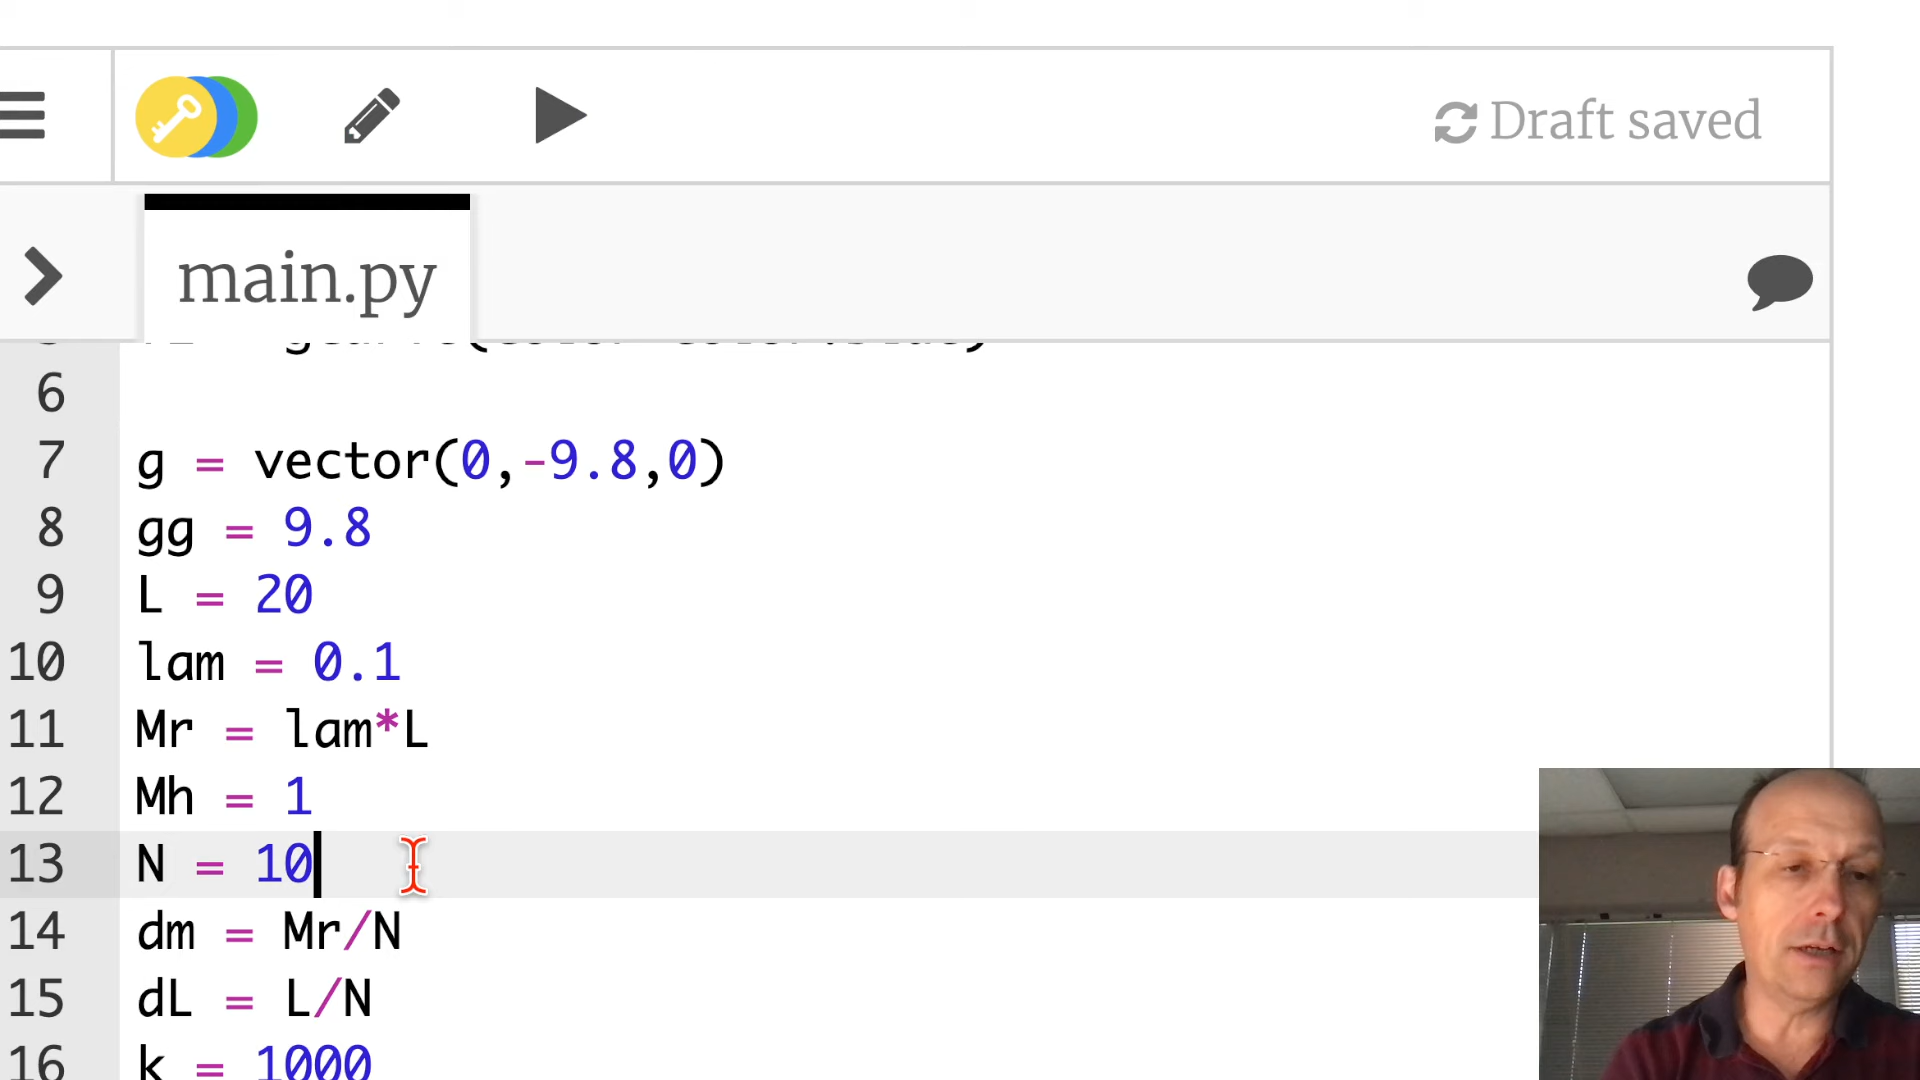 Draft saved
main.py
6
7 g = vector(0,-9.8,0)
8 gg = 9.8
9 L = 20
10 lam = 0.1
11 Mr = lam*L
12 Mh = 1
13 N = 10
14 dm = Mr/N
15 dL = L/N
16 k = 1000